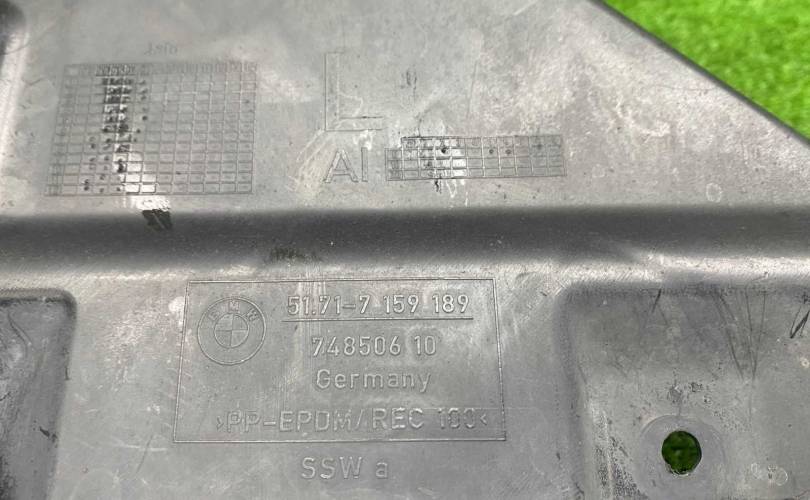 L
AI
BMW
51.71-7 159 189
748506 10
Germany
>PP-EPDM/REC 100<
SSW a